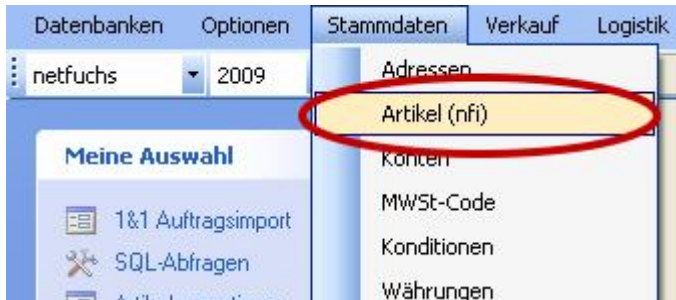 Datenbanken Optionen Stammdaten Verkauf Logistik
netfuchs 2009
Adressen
Artikel (nfi)
Meine Auswahl
Konten
MWSt-Code
1&1 Auftragsimport
Konditionen
SQL-Abfragen
Währungen